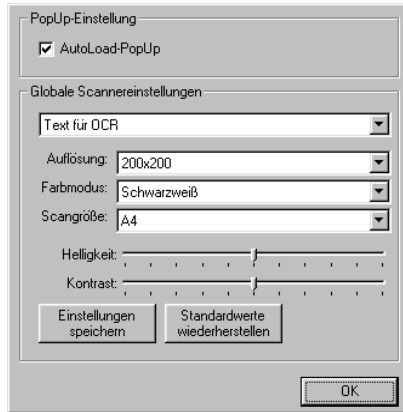 PopUp-Einstellung
AutoLoad-PopUp
Globale Scannereinstellungen
Text für OCR
Auflösung: 200x200
Farbmodus: Schwarzweiß
Scangröße: A4
Helligkeit:
Kontrast:
Einstellungen speichern
Standardwerte wiederherstellen
OK